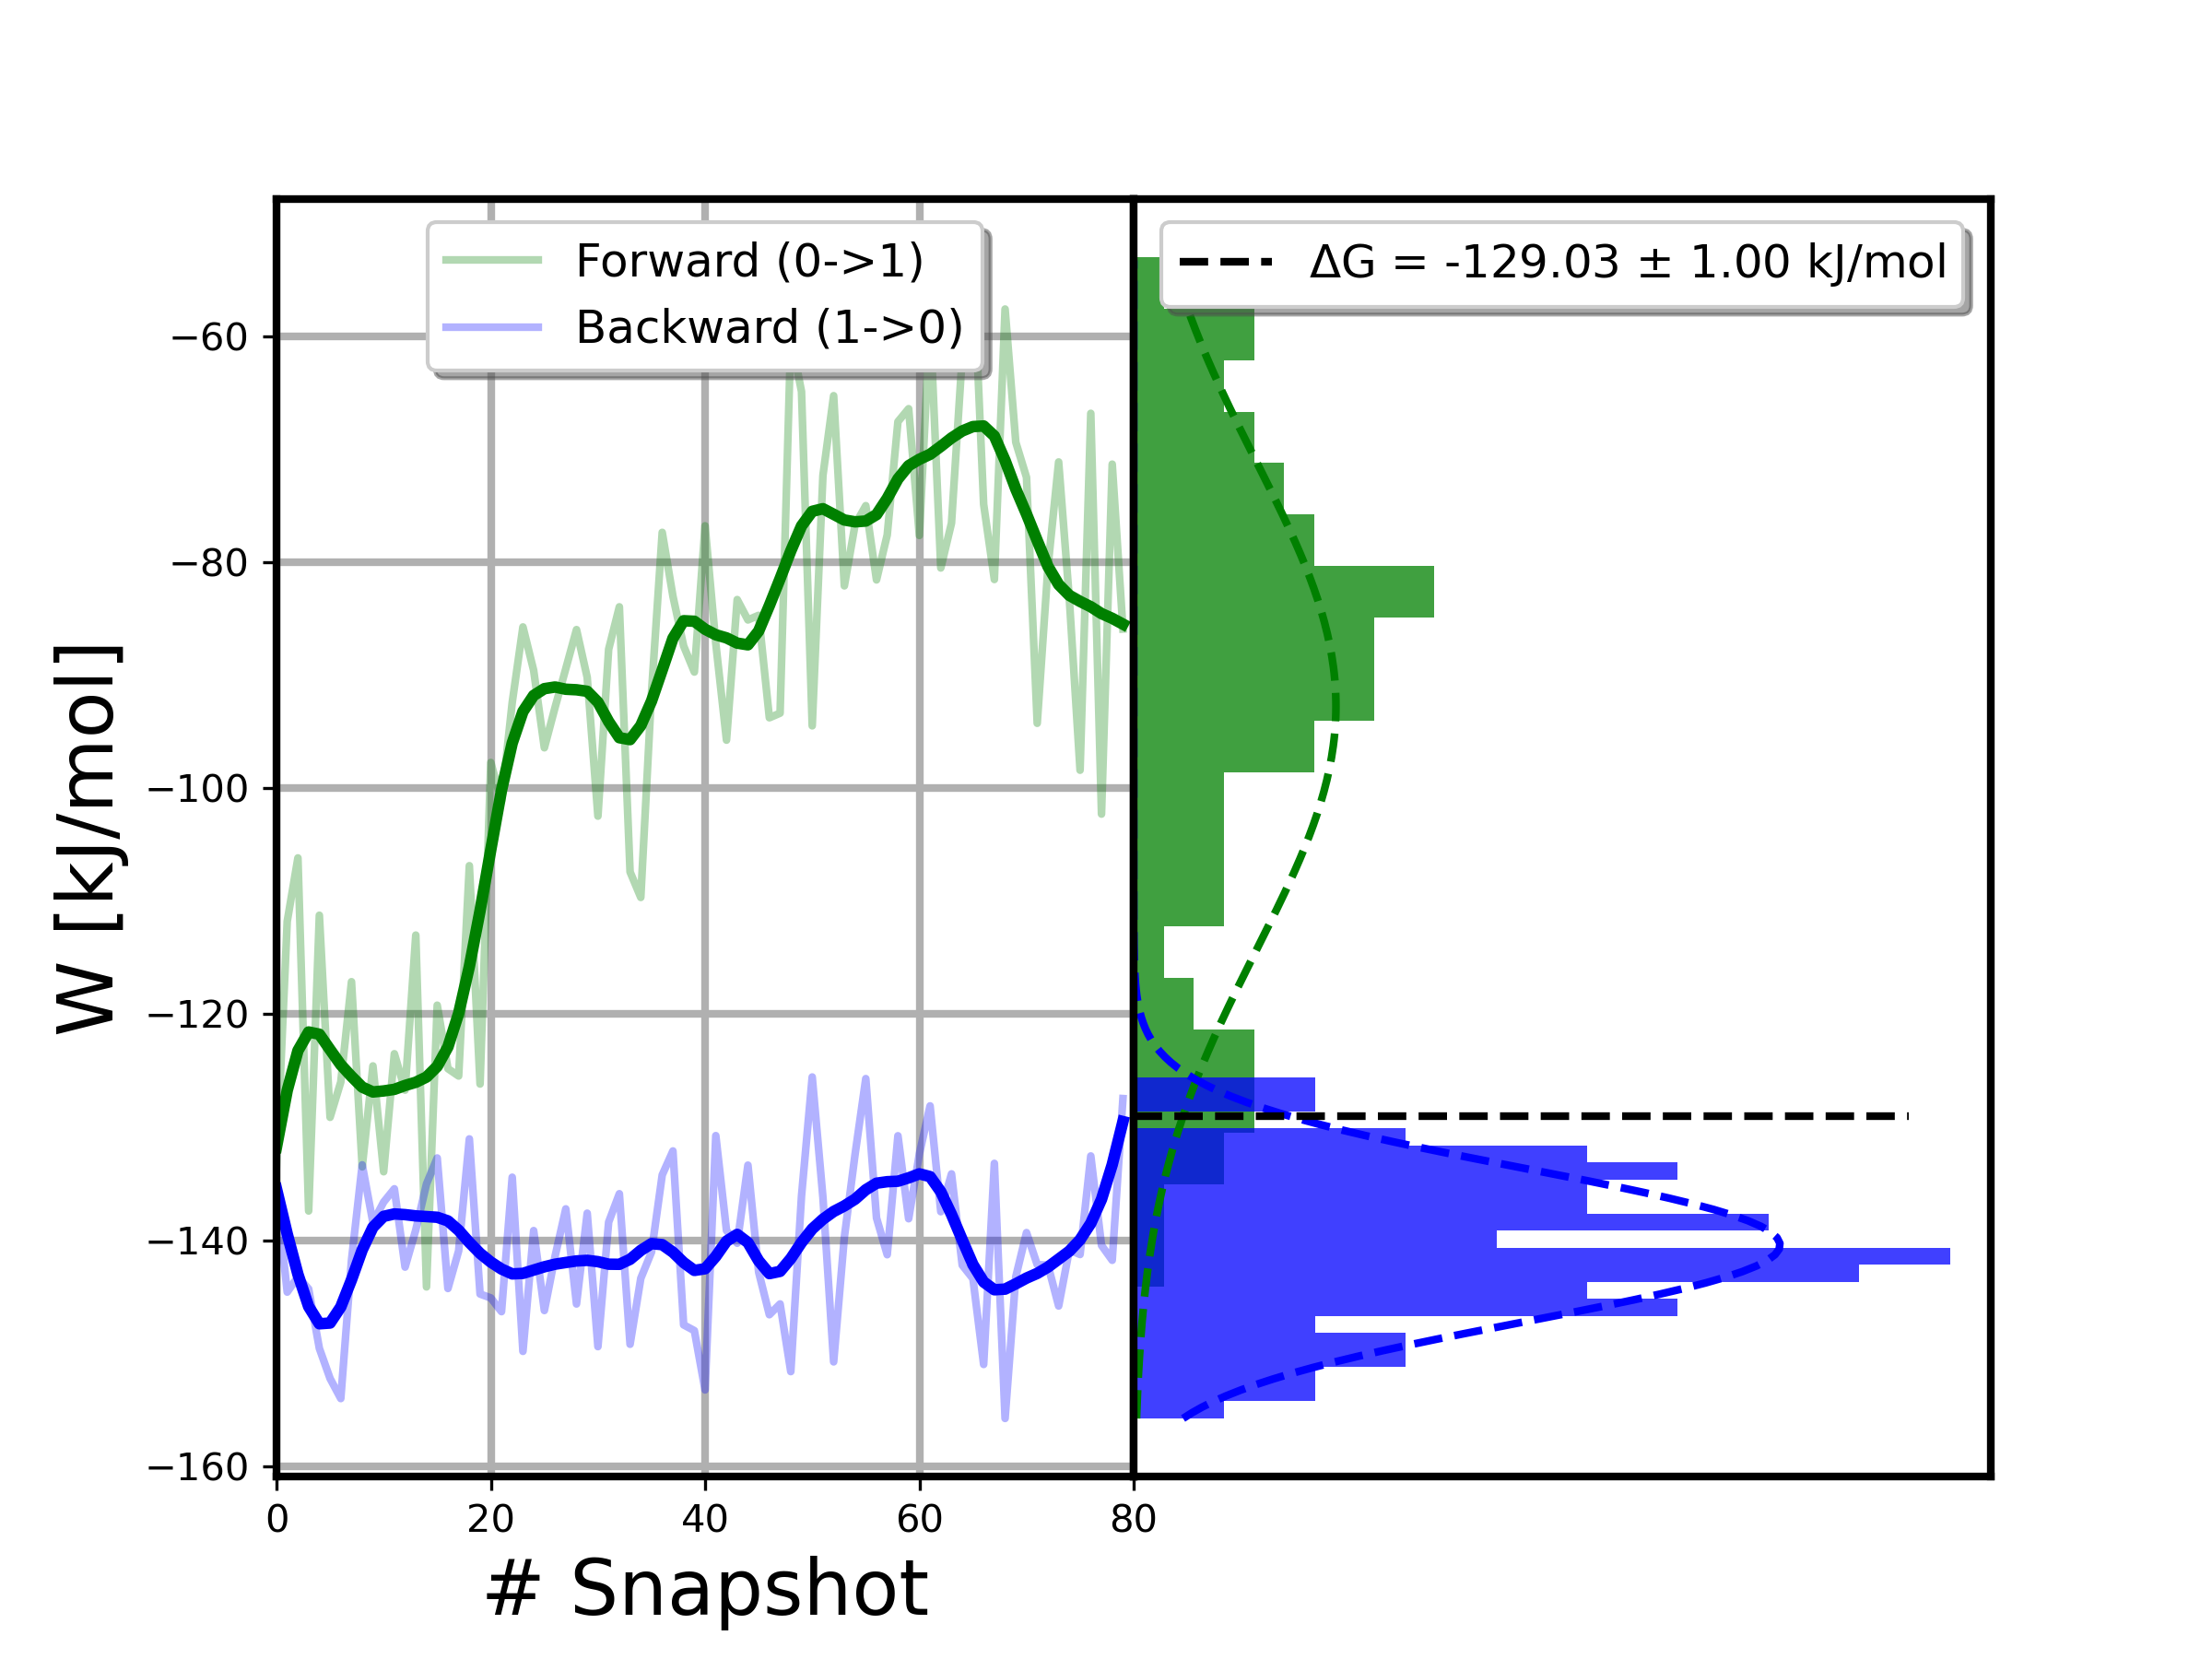 Forward (0->1)
Backward (1->0)
ΔG = -129.03 ± 1.00 kJ/mol
−60
−80
−100
−120
−140
−160
W [kJ/mol]
0 20 40 60 80
# Snapshot